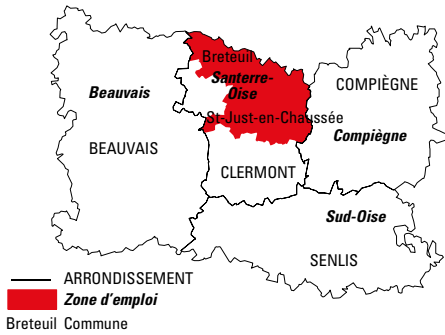 Breteuil
Santerre-
Oise
Beauvais
COMPIÈGNE
St-Just-en-Chaussée
Compiègne
BEAUVAIS
CLERMONT
Sud-Oise
SENLIS
ARRONDISSEMENT
Zone d'emploi
Breteuil Commune